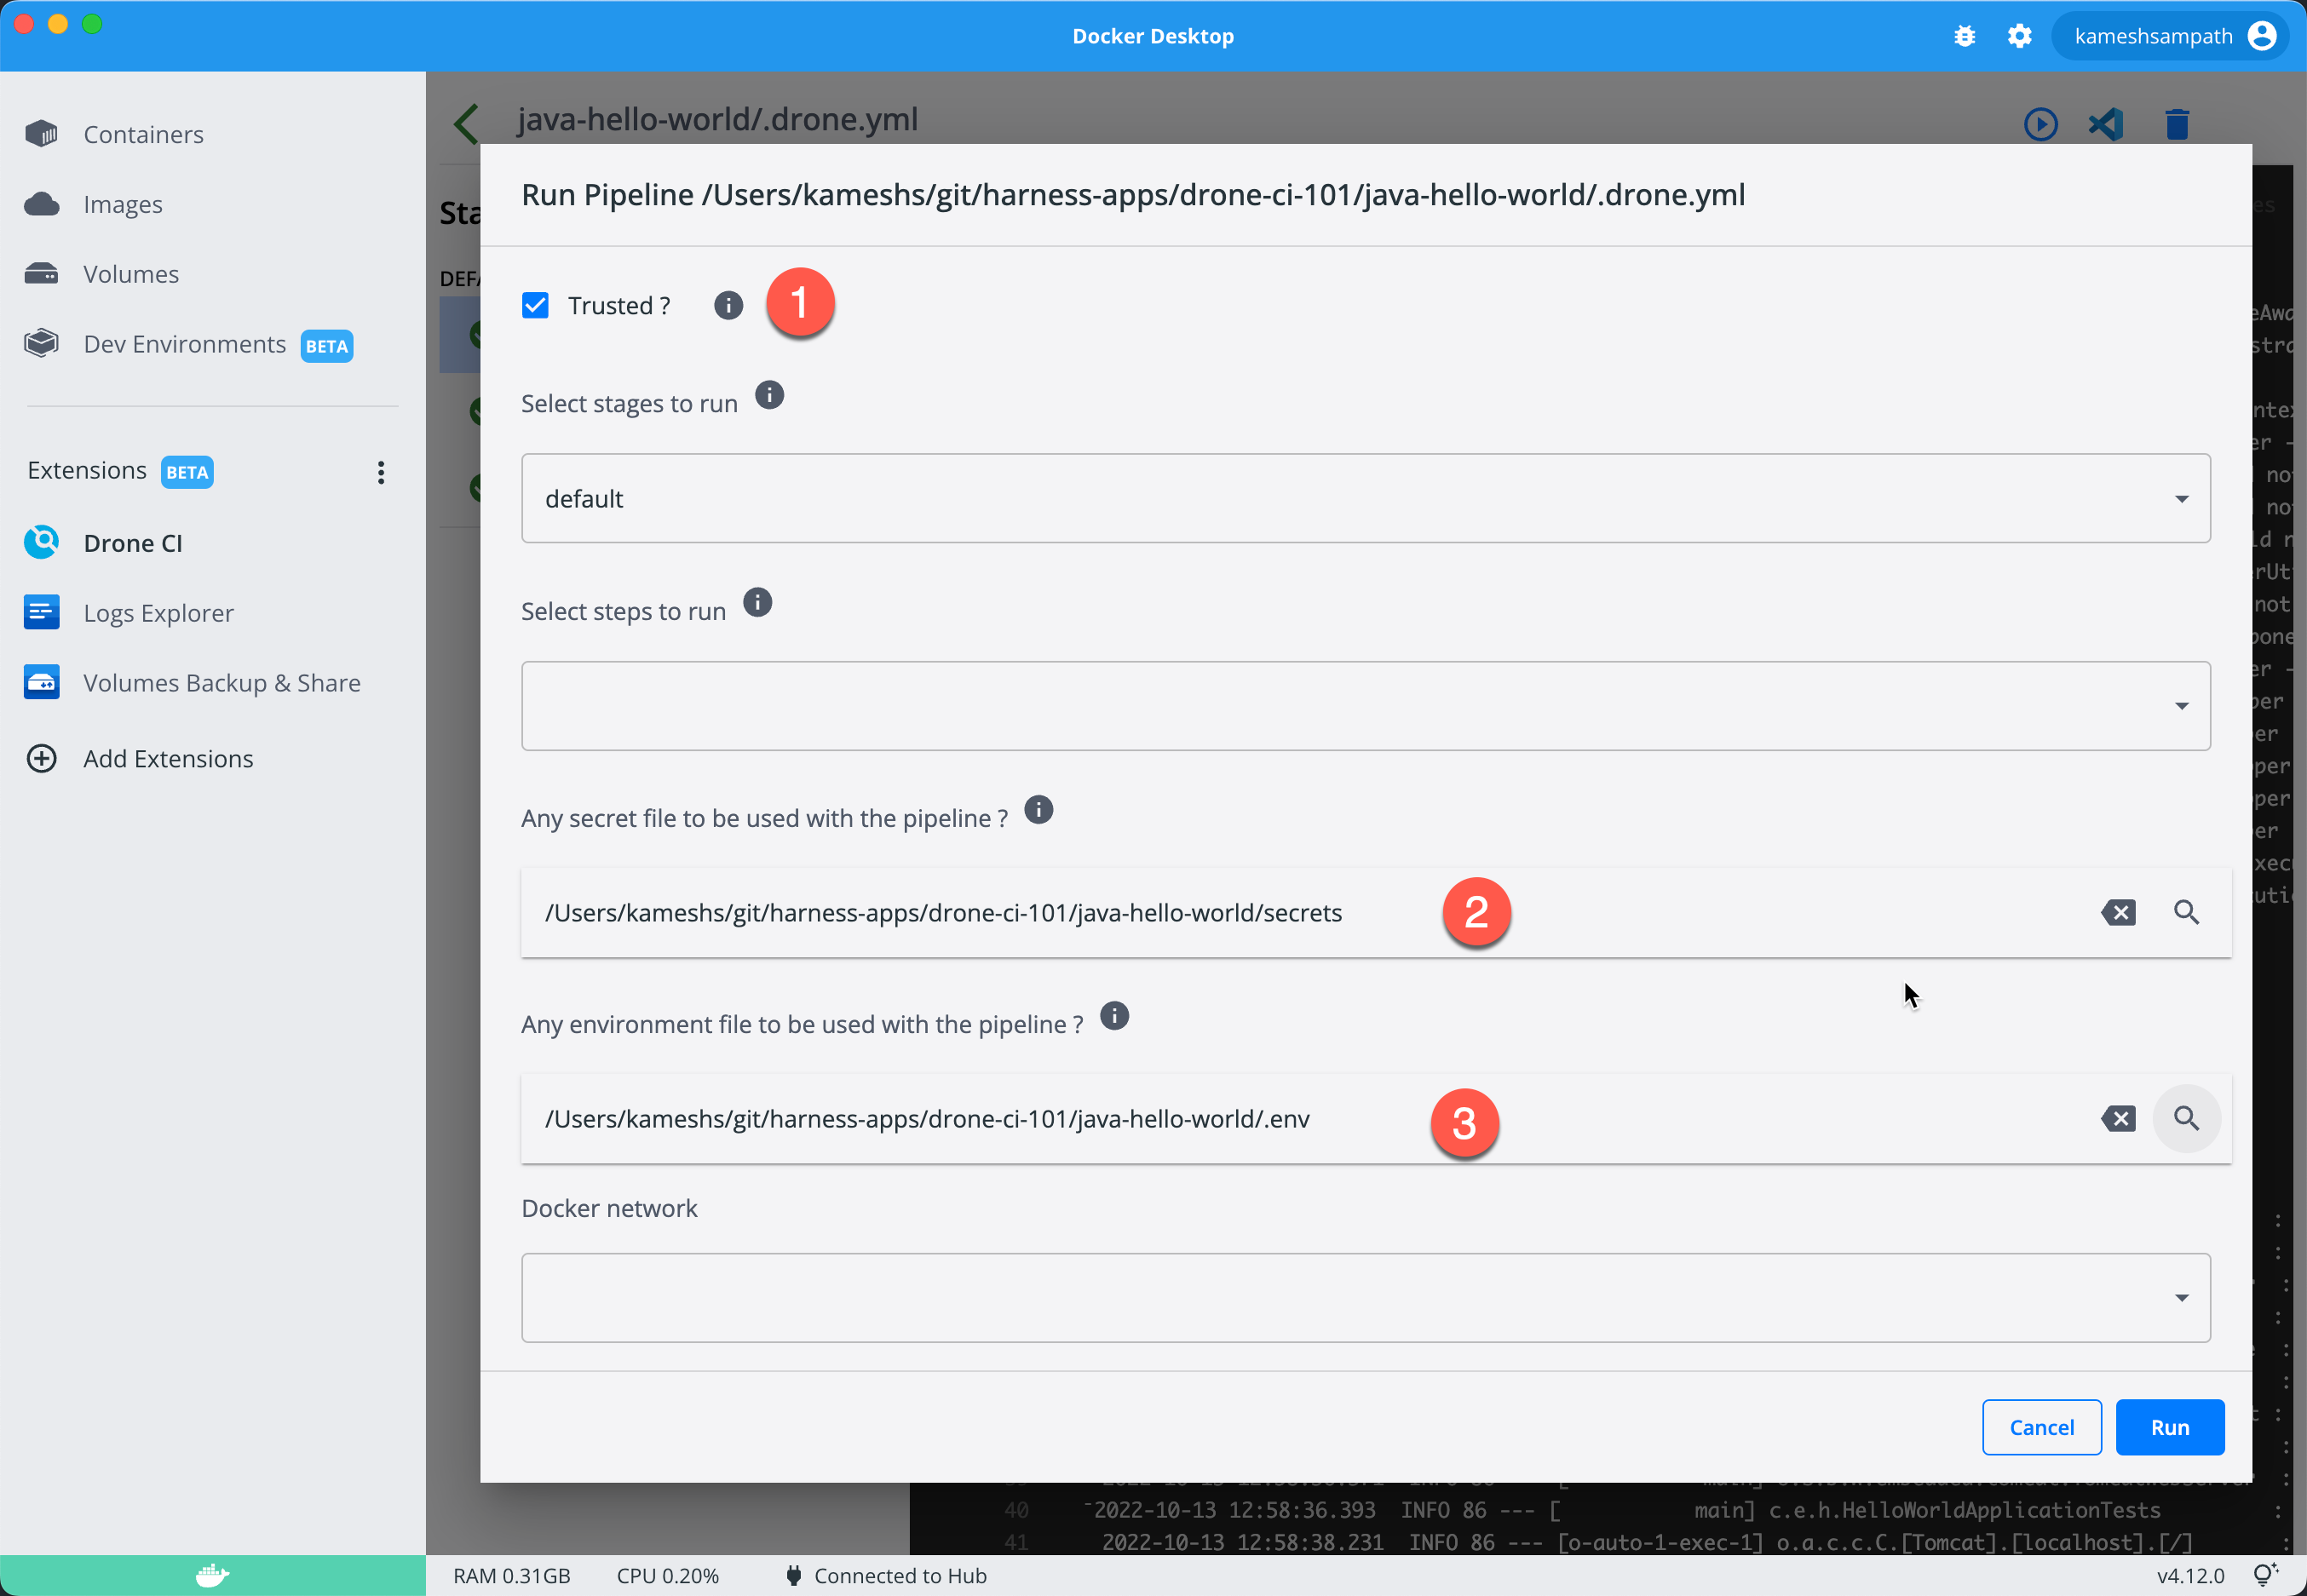 Docker Desktop
kameshsampath
Containers
Images
Volumes
Dev Environments BETA
Extensions BETA
Drone CI
Logs Explorer
Volumes Backup & Share
Add Extensions
java-hello-world/.drone.yml
Run Pipeline /Users/kameshs/git/harness-apps/drone-ci-101/java-hello-world/.drone.yml
Trusted ?
1
Select stages to run
default
Select steps to run
Any secret file to be used with the pipeline ?
/Users/kameshs/git/harness-apps/drone-ci-101/java-hello-world/secrets
2
Any environment file to be used with the pipeline ?
/Users/kameshs/git/harness-apps/drone-ci-101/java-hello-world/.env
3
Docker network
Cancel
Run
40 2022-10-13 12:58:36.393 INFO 86 --- [ main] c.e.h.HelloWorldApplicationTests :
41 2022-10-13 12:58:38.231 INFO 86 --- [o-auto-1-exec-1] o.a.c.c.C.[Tomcat].[localhost].[/] :
RAM 0.31GB CPU 0.20% Connected to Hub
v4.12.0